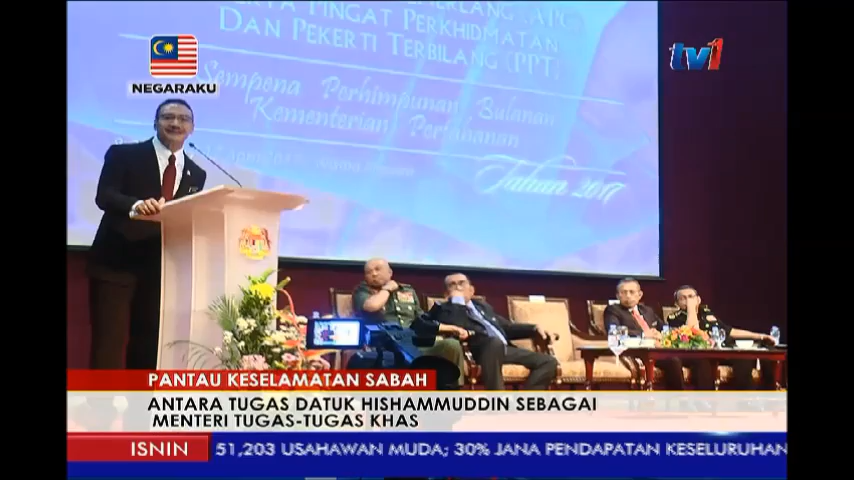 DAN PEKERTI TERBILANG (PPT)
Sempena Perhimpunan Bulanan
Kementerian Pertahanan
Tahun 2017
NEGARAKU
tv1
PANTAU KESELAMATAN SABAH
ANTARA TUGAS DATUK HISHAMMUDDIN SEBAGAI
MENTERI TUGAS-TUGAS KHAS
ISNIN
51,203 USAHAWAN MUDA; 30% JANA PENDAPATAN KESELURUHAN